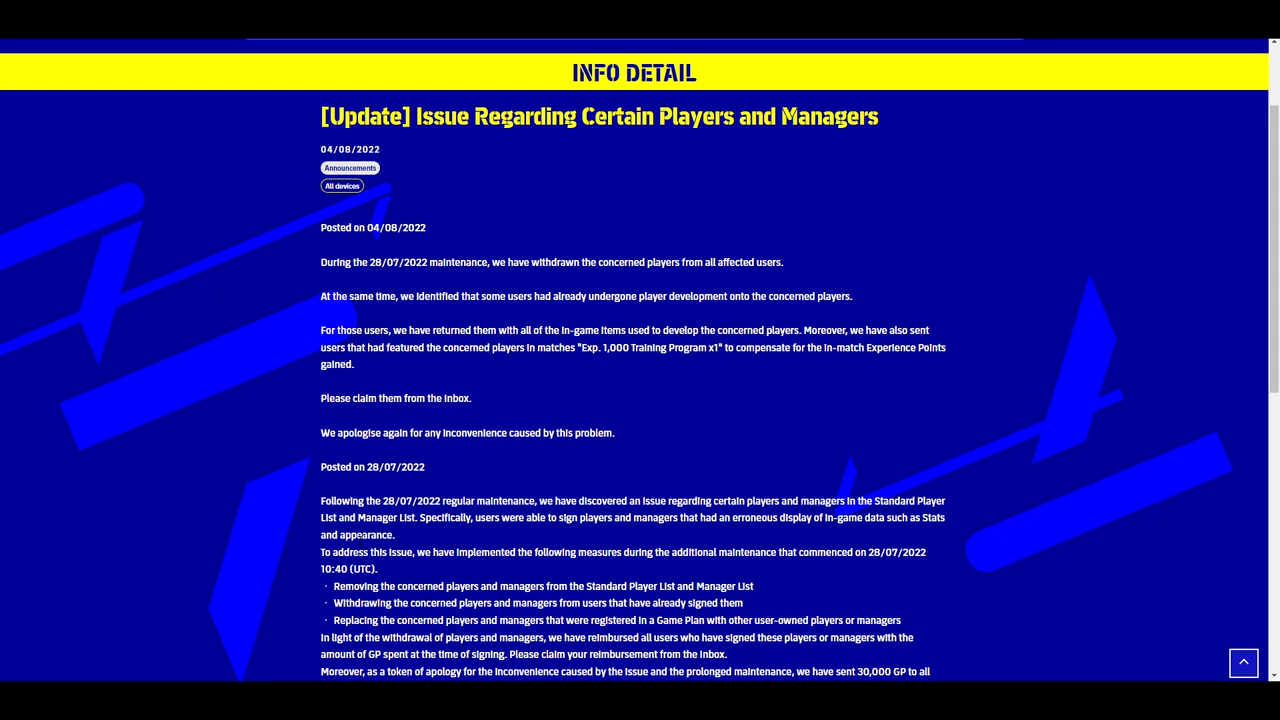 INFO DETAIL
[Update] Issue Regarding Certain Players and Managers
04/08/2022
Announcements
All devices
Posted on 04/08/2022
During the 28/07/2022 maintenance, we have withdrawn the concerned players from all affected users.
At the same time, we identified that some users had already undergone player development onto the concerned players.
For those users, we have returned them with all of the in-game items used to develop the concerned players. Moreover, we have also sent
users that had featured the concerned players in matches "Exp. 1,000 Training Program x1" to compensate for the in-match Experience Points
gained.
Please claim them from the Inbox.
We apologise again for any inconvenience caused by this problem.
Posted on 28/07/2022
Following the 28/07/2022 regular maintenance, we have discovered an issue regarding certain players and managers in the Standard Player
List and Manager List. Specifically, users were able to sign players and managers that had an erroneous display of in-game data such as Stats
and appearance.
To address this issue, we have implemented the following measures during the additional maintenance that commenced on 28/07/2022
10:40 (UTC).
・ Removing the concerned players and managers from the Standard Player List and Manager List
・ Withdrawing the concerned players and managers from users that have already signed them
・ Replacing the concerned players and managers that were registered in a Game Plan with other user-owned players or managers
In light of the withdrawal of players and managers, we have reimbursed all users who have signed these players or managers with the
amount of GP spent at the time of signing. Please claim your reimbursement from the Inbox.
Moreover, as a token of apology for the inconvenience caused by the issue and the prolonged maintenance, we have sent 30,000 GP to all